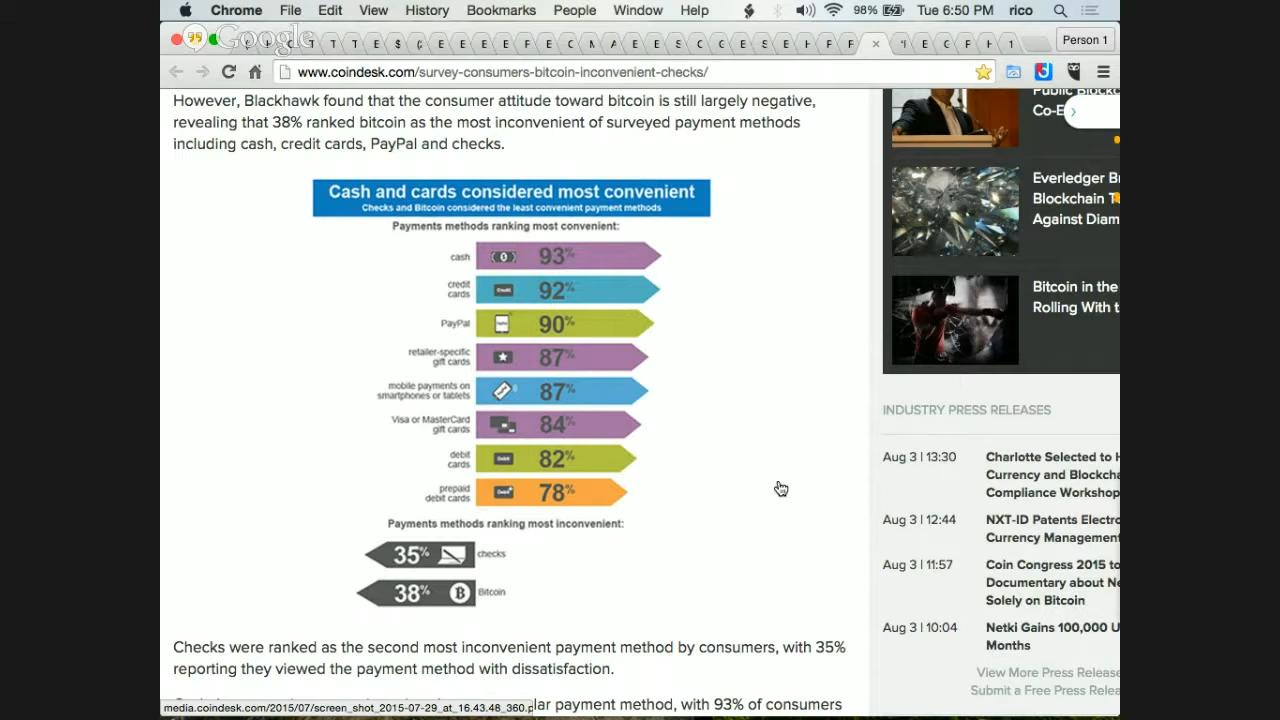 Chrome File Edit View History Bookmarks People Window Help 98% Tue 6:50 PM rico
Google
T T T E $ Ç E E E E F E C M A E E S C C E S E H F F × E C F H 1 Person 1
www.coindesk.com/survey-consumers-bitcoin-inconvenient-checks/
However, Blackhawk found that the consumer attitude toward bitcoin is still largely negative,
revealing that 38% ranked bitcoin as the most inconvenient of surveyed payment methods
including cash, credit cards, PayPal and checks.
Cash and cards considered most convenient
Checks and Bitcoin considered the least convenient payment methods
Payments methods ranking most convenient:
cash 93%
credit
cards 92%
PayPal 90%
retailer-specific
gift cards 87%
mobile payments on
smartphones or tablets 87%
Visa or MasterCard
gift cards 84%
debit
cards 82%
prepaid
debit cards 78%
Payments methods ranking most inconvenient:
35% checks
38% Bitcoin
Checks were ranked as the second most inconvenient payment method by consumers, with 35%
reporting they viewed the payment method with dissatisfaction.
lar payment method, with 93% of consumers
media.coindesk.com/2015/07/screen_shot_2015-07-29_at_16.43.48_360.p
Public Blockc
Co-E
Everledger Br
Blockchain T
Against Diam
Bitcoin in the
Rolling With t
INDUSTRY PRESS RELEASES
Aug 3 | 13:30 Charlotte Selected to H
Currency and Blockcha
Compliance Workshop
Aug 3 | 12:44 NXT-ID Patents Electro
Currency Management
Aug 3 | 11:57 Coin Congress 2015 to
Documentary about Ne
Solely on Bitcoin
Aug 3 | 10:04 Netki Gains 100,000 U
Months
View More Press Release
Submit a Free Press Relea